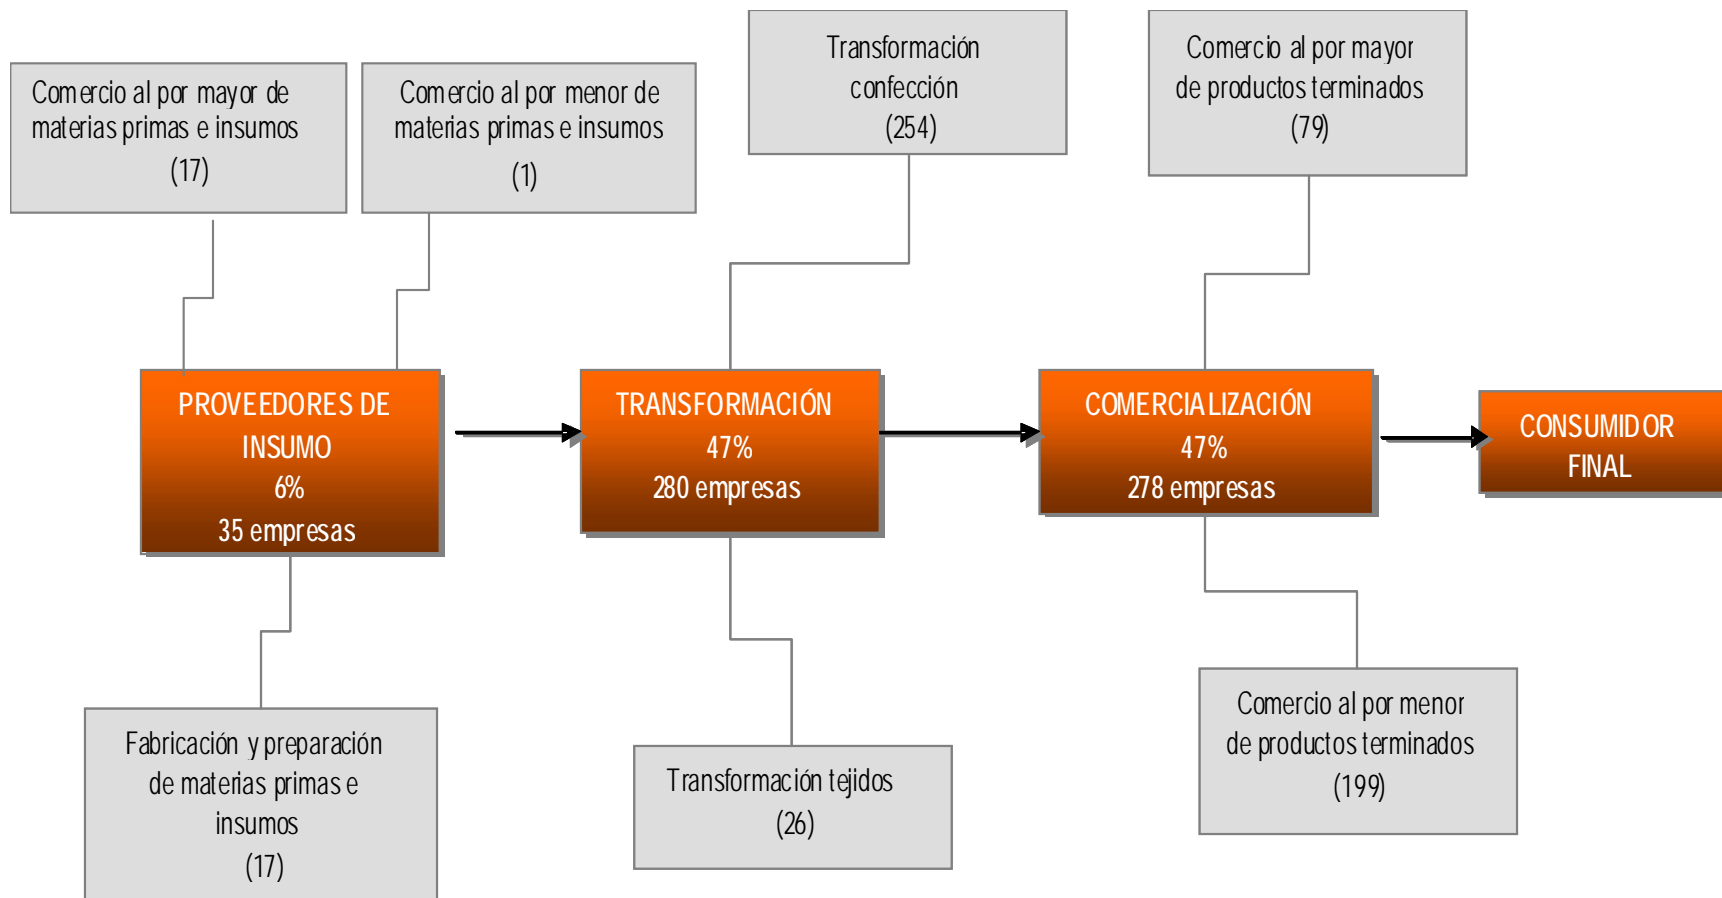 Comercio al por mayor de
materias primas e insumos
(17)
Comercio al por menor de
materias primas e insumos
(1)
Transformación
confección
(254)
Comercio al por mayor
de productos terminados
(79)
PROVEEDORES DE
INSUMO
6%
35 empresas
TRANSFORMACIÓN
47%
280 empresas
COMERCIALIZACIÓN
47%
278 empresas
CONSUMIDOR
FINAL
Fabricación y preparación
de materias primas e
insumos
(17)
Transformación tejidos
(26)
Comercio al por menor
de productos terminados
(199)